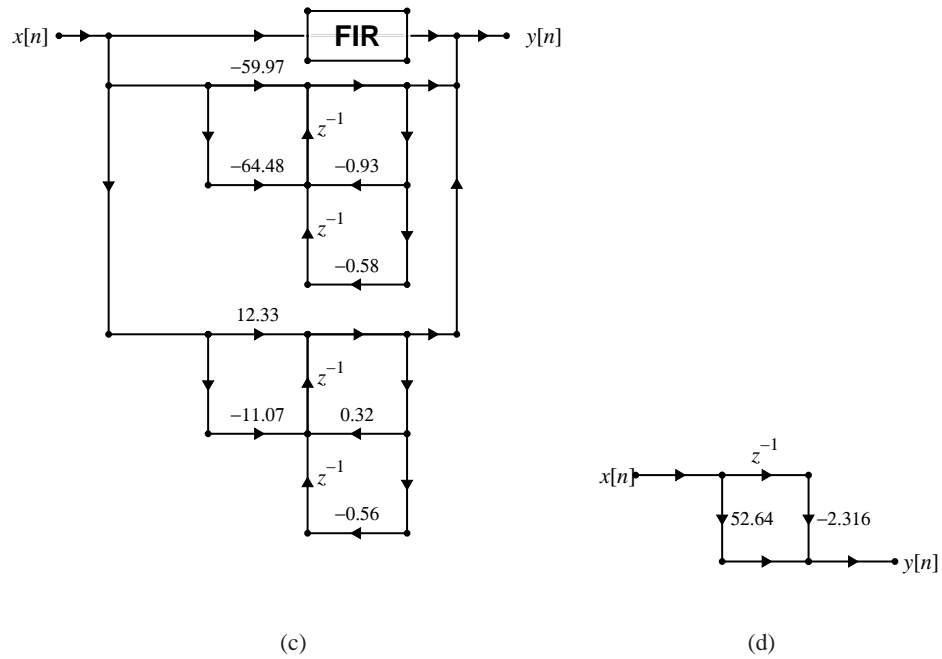 x[n]
FIR
y[n]
−59.97
z⁻¹
−64.48
−0.93
z⁻¹
−0.58
12.33
z⁻¹
−11.07
0.32
z⁻¹
−0.56
z⁻¹
x[n]
52.64
−2.316
y[n]
(c)
(d)